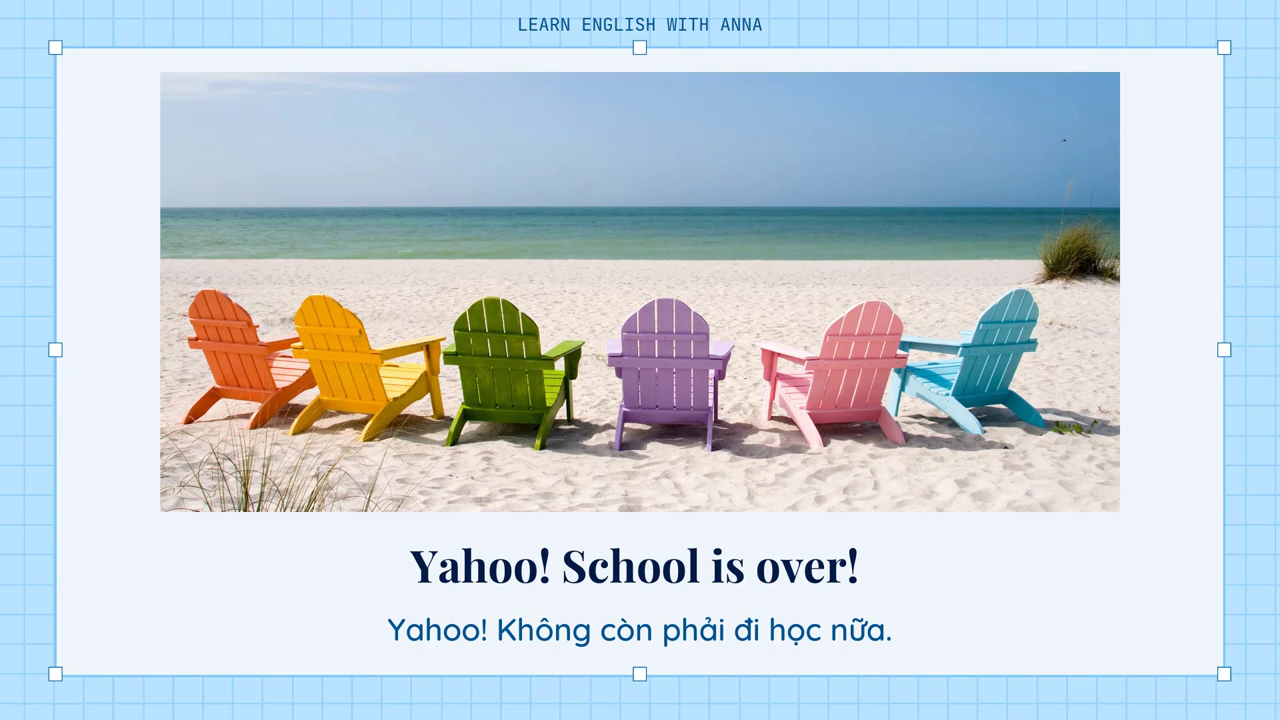 LEARN ENGLISH WITH ANNA
Yahoo! School is over!
Yahoo! Không còn phải đi học nữa.